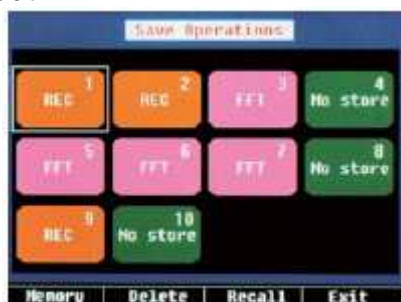 Save Operations
1 2 3 4
REC REC FFT No store
5 6 7 8
FFT FFT FFT No store
9 10
REC No store
Memory Delete Recall Exit